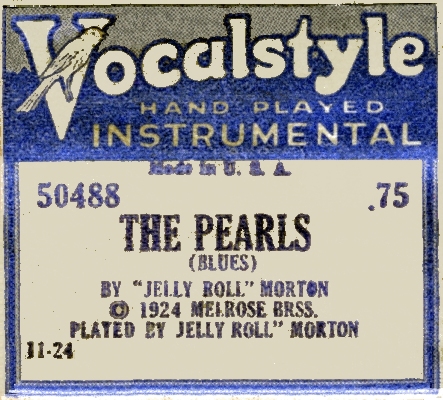 Vocalstyle
HAND PLAYED
INSTRUMENTAL
Made in U. S. A.
50488 .75
THE PEARLS
(BLUES)
BY "JELLY ROLL" MORTON
© 1924 MELROSE BRSS.
PLAYED BY JELLY ROLL" MORTON
11-24